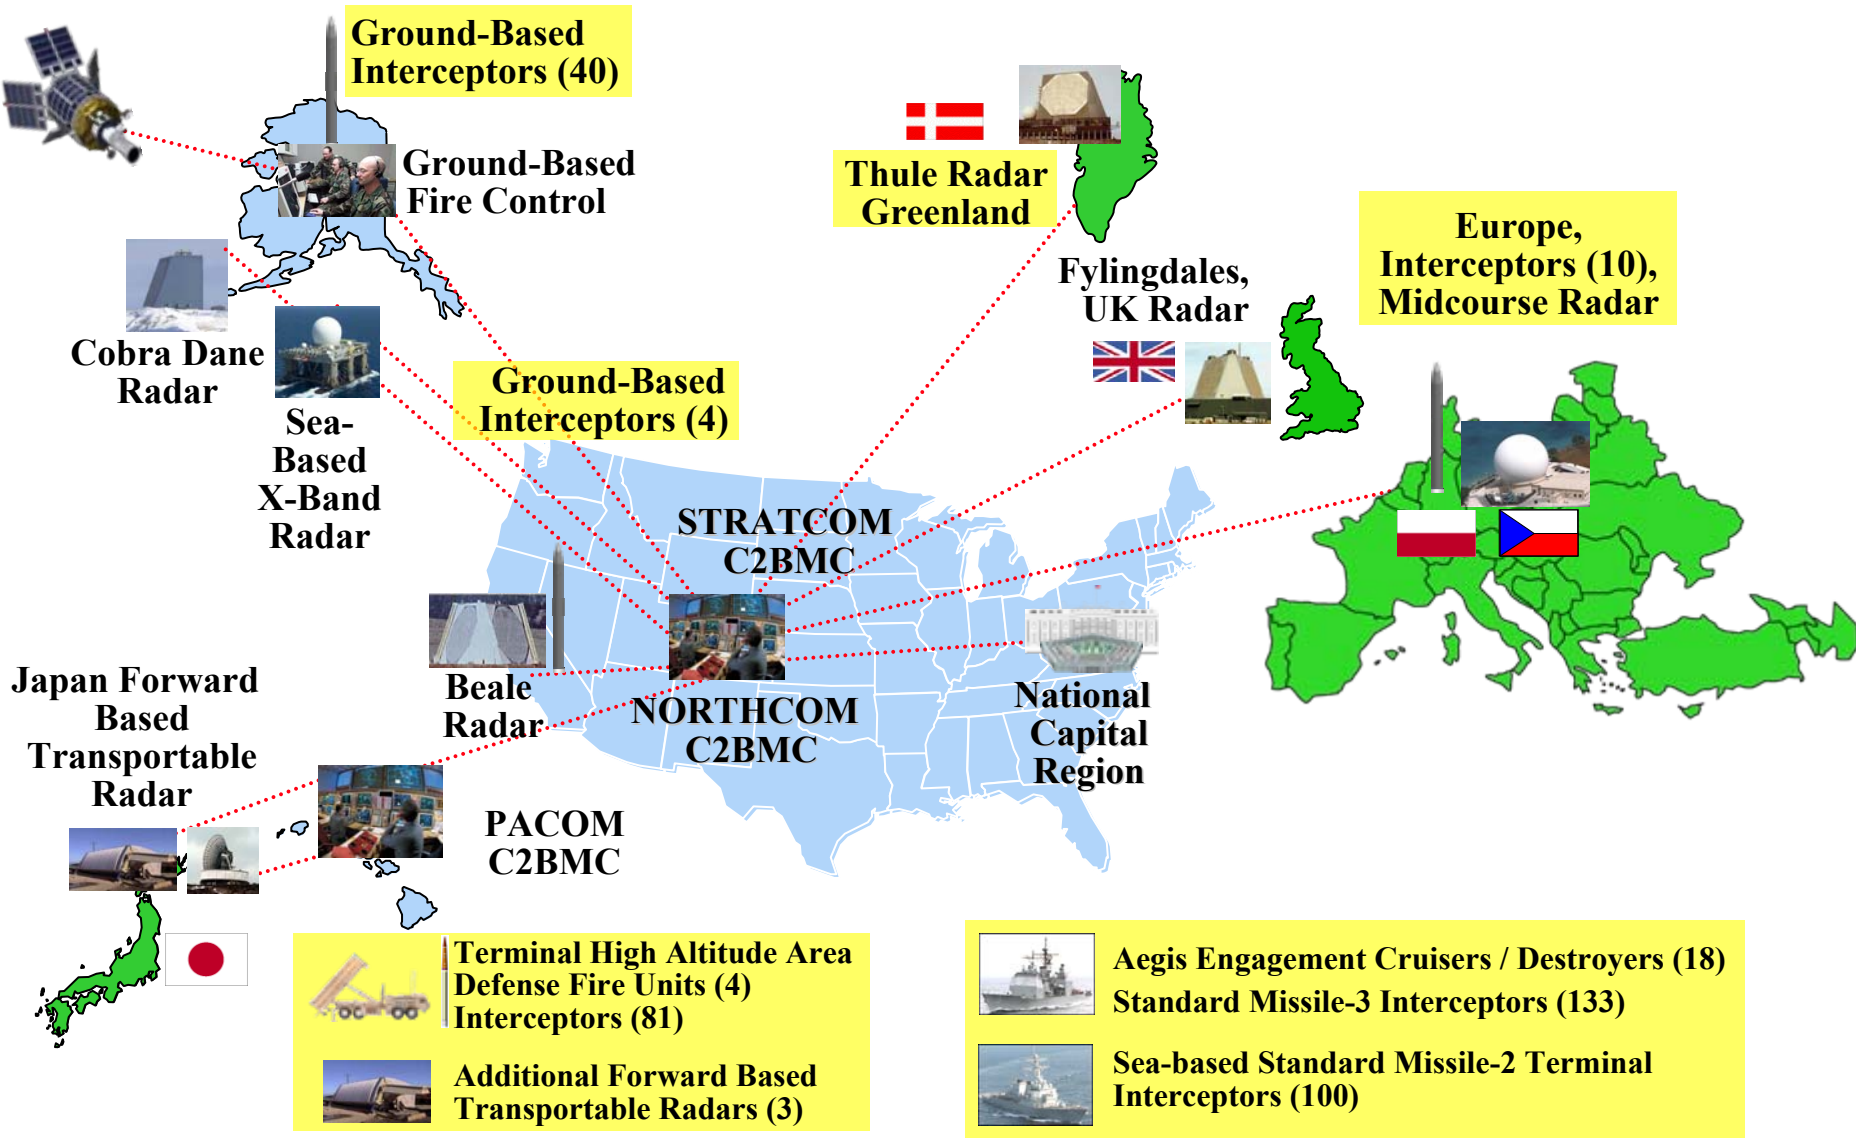 Ground-Based
Interceptors (40)
Ground-Based
Fire Control
Thule Radar
Greenland
Europe,
Interceptors (10),
Midcourse Radar
Fylingdales,
UK Radar
Cobra Dane
Radar
Ground-Based
Interceptors (4)
Sea-
Based
X-Band
Radar
STRATCOM
C2BMC
Beale
Radar
NORTHCOM
C2BMC
National
Capital
Region
Japan Forward
Based
Transportable
Radar
PACOM
C2BMC
Terminal High Altitude Area
Defense Fire Units (4)
Interceptors (81)
Additional Forward Based
Transportable Radars (3)
Aegis Engagement Cruisers / Destroyers (18)
Standard Missile-3 Interceptors (133)
Sea-based Standard Missile-2 Terminal
Interceptors (100)